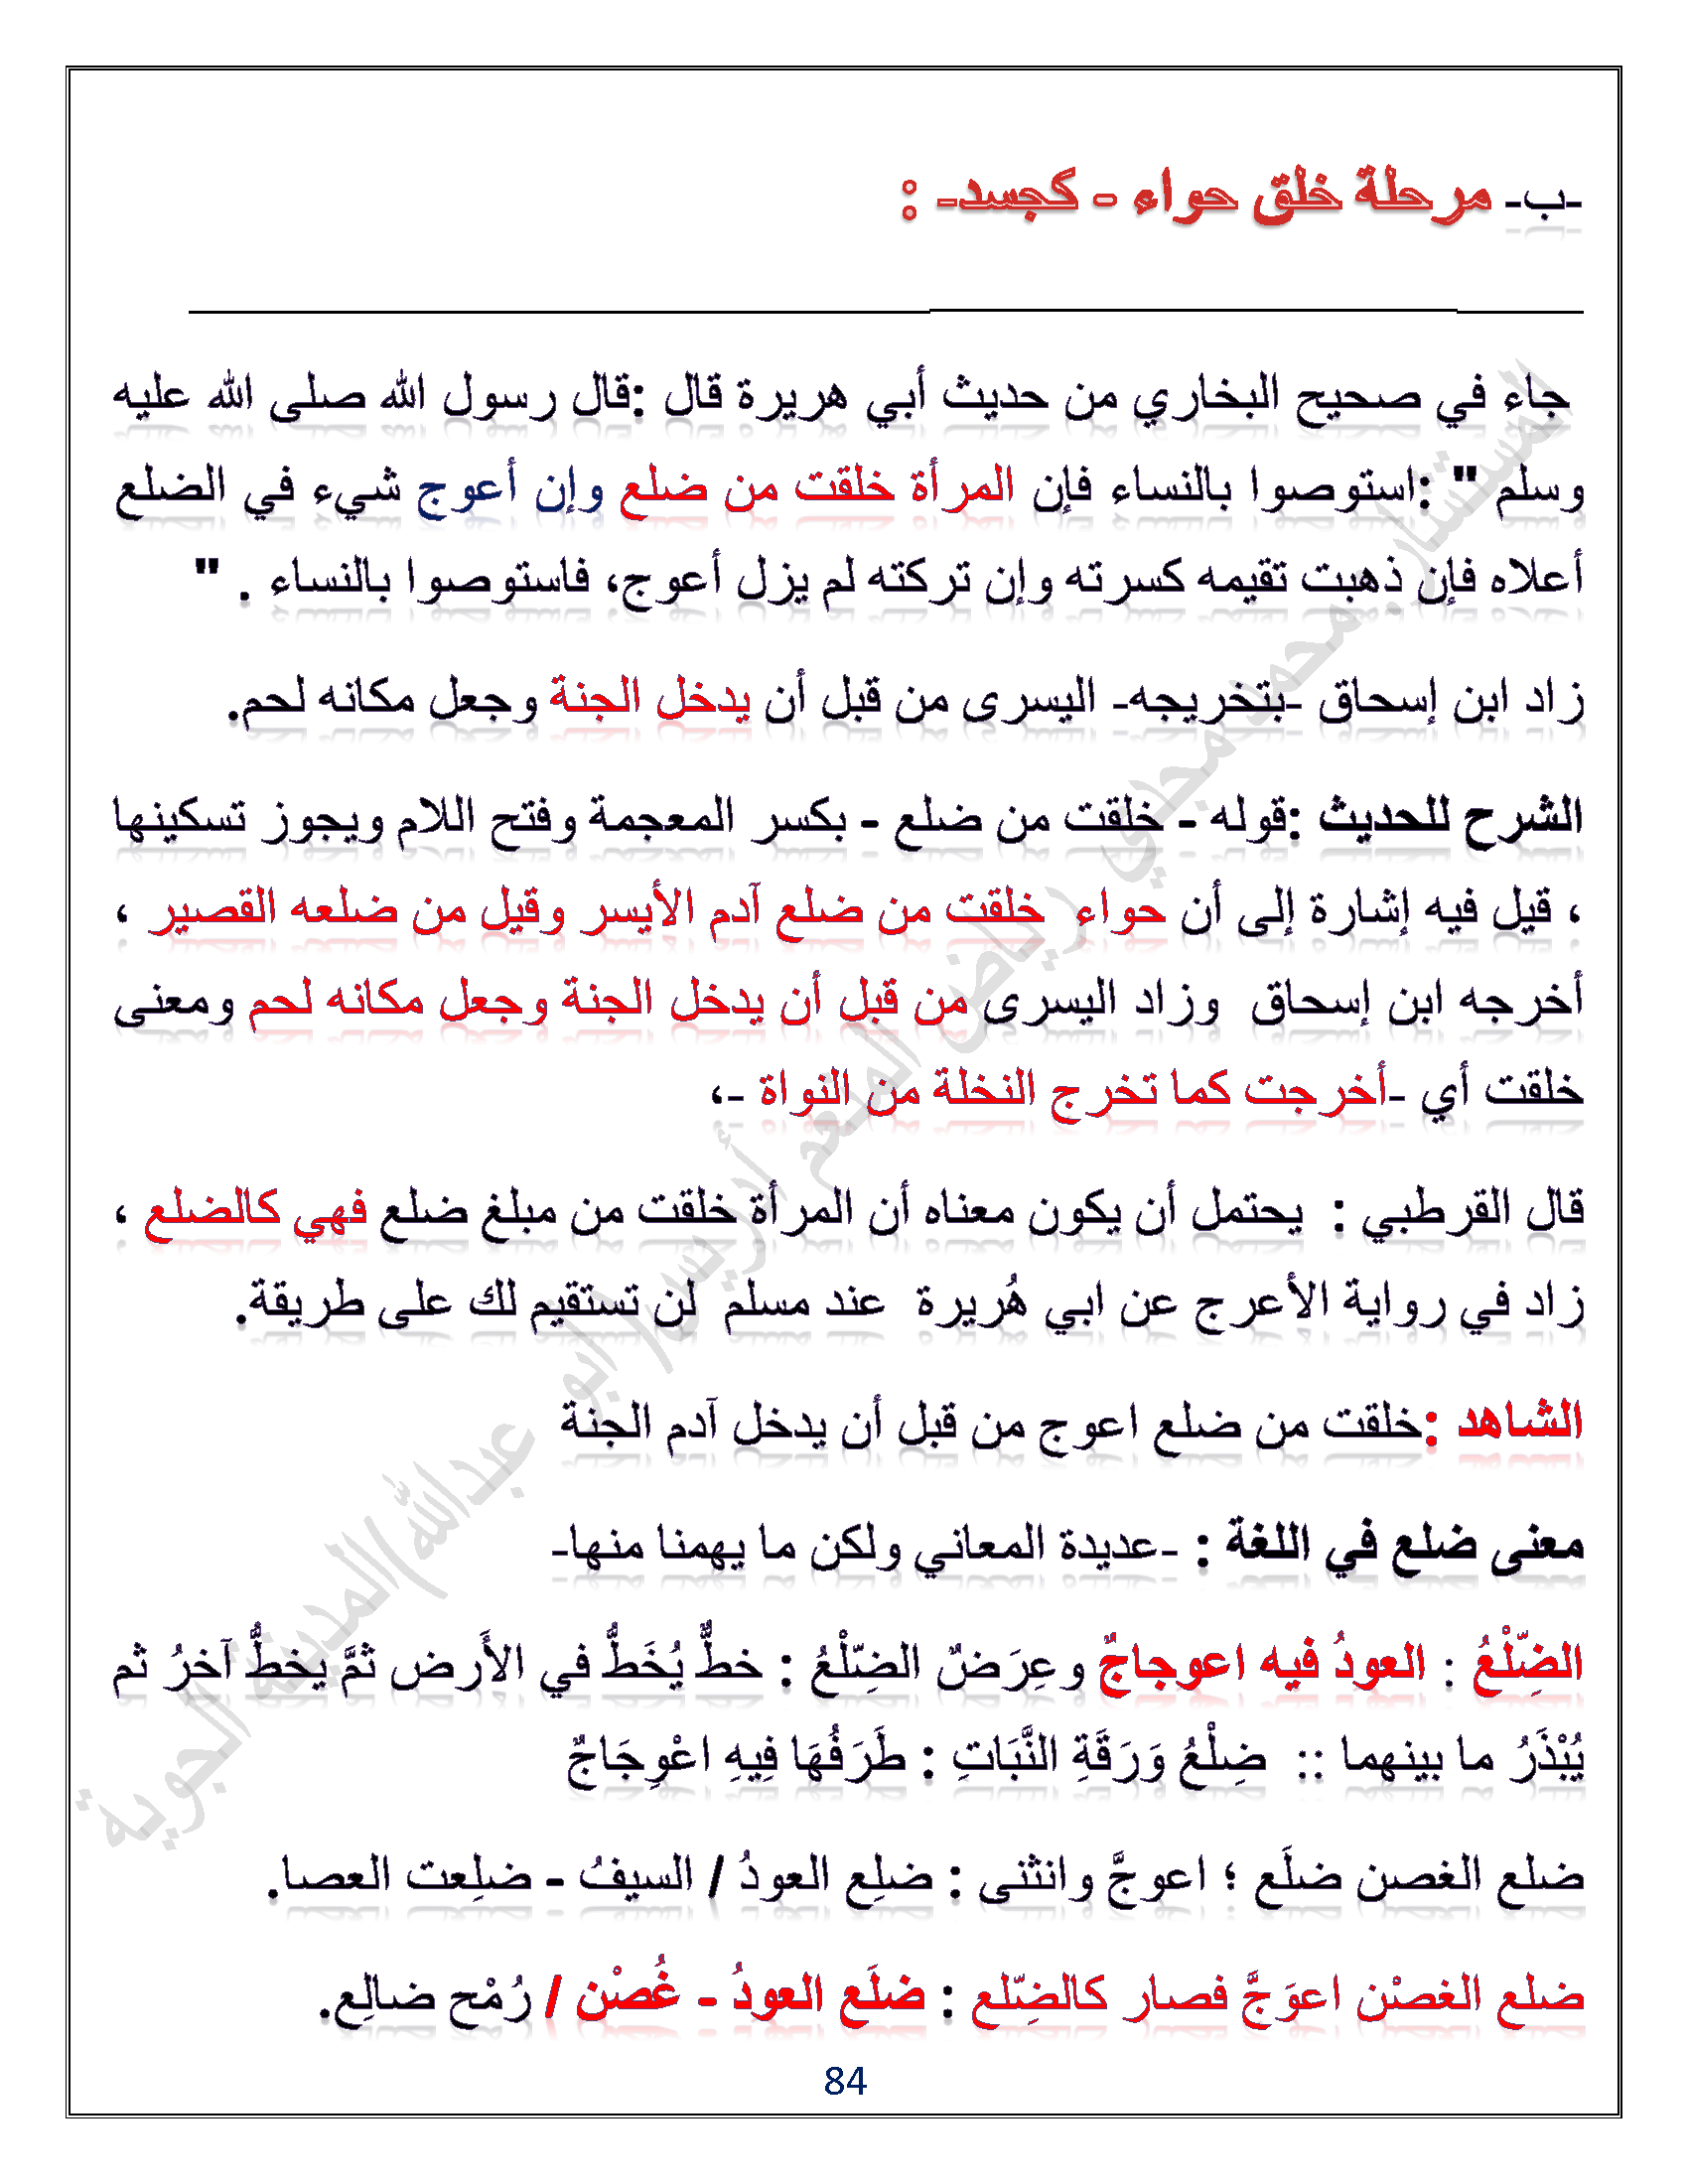 -ب- مرحلة خلق حواء - كجسد- :
جاء في صحيح البخاري من حديث أبي هريرة قال :قال رسول الله صلى الله عليه
وسلم " :استوصوا بالنساء فإن المرأة خلقت من ضلع وإن أعوج شيء في الضلع
أعلاه فإن ذهبت تقيمه كسرته وإن تركته لم يزل أعوج، فاستوصوا بالنساء . "
زاد ابن إسحاق -بتخريجه- اليسرى من قبل أن يدخل الجنة وجعل مكانه لحم.
الشرح للحديث :قوله - خلقت من ضلع - بكسر المعجمة وفتح اللام ويجوز تسكينها
، قيل فيه إشارة إلى أن حواء خلقت من ضلع آدم الأيسر وقيل من ضلعه القصير ،
أخرجه ابن إسحاق وزاد اليسرى من قبل أن يدخل الجنة وجعل مكانه لحم ومعنى
خلقت أي -أخرجت كما تخرج النخلة من النواة -،
قال القرطبي : يحتمل أن يكون معناه أن المرأة خلقت من مبلغ ضلع فهي كالضلع ،
زاد في رواية الأعرج عن ابي هُريرة عند مسلم لن تستقيم لك على طريقة.
الشاهد :خلقت من ضلع اعوج من قبل أن يدخل آدم الجنة
معنى ضلع في اللغة : -عديدة المعاني ولكن ما يهمنا منها-
الضِّلْعُ : العودُ فيه اعوجاجٌ وعِرَضٌ الضِّلْعُ : خطٌّ يُخَطُّ في الأَرض ثمَّ يخطُّ آخرُ ثم
يُبْذَرُ ما بينهما :: ضِلْعُ وَرَقَةِ النَّبَاتِ : طَرَفُهَا فِيهِ اعْوِجَاجٌ
ضلع الغصن ضلَع ؛ اعوجَّ وانثنى : ضلِع العودُ / السيفُ - ضلِعت العصا.
ضلع الغصْن اعوَجَّ فصار كالضِّلع : ضلَع العودُ - غُصْن / رُمْح ضالِع.
84
المستشار. محمد مجدي رياض المنعم أدريس(ابو عبدالله)المدينة الجوية